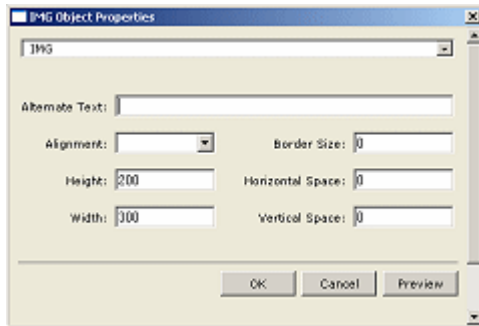 IMG Object Properties
IMG
Alternate Text:
Alignment: Border Size: 0
Height: 200 Horizontal Space: 0
Width: 300 Vertical Space: 0
OK Cancel Preview